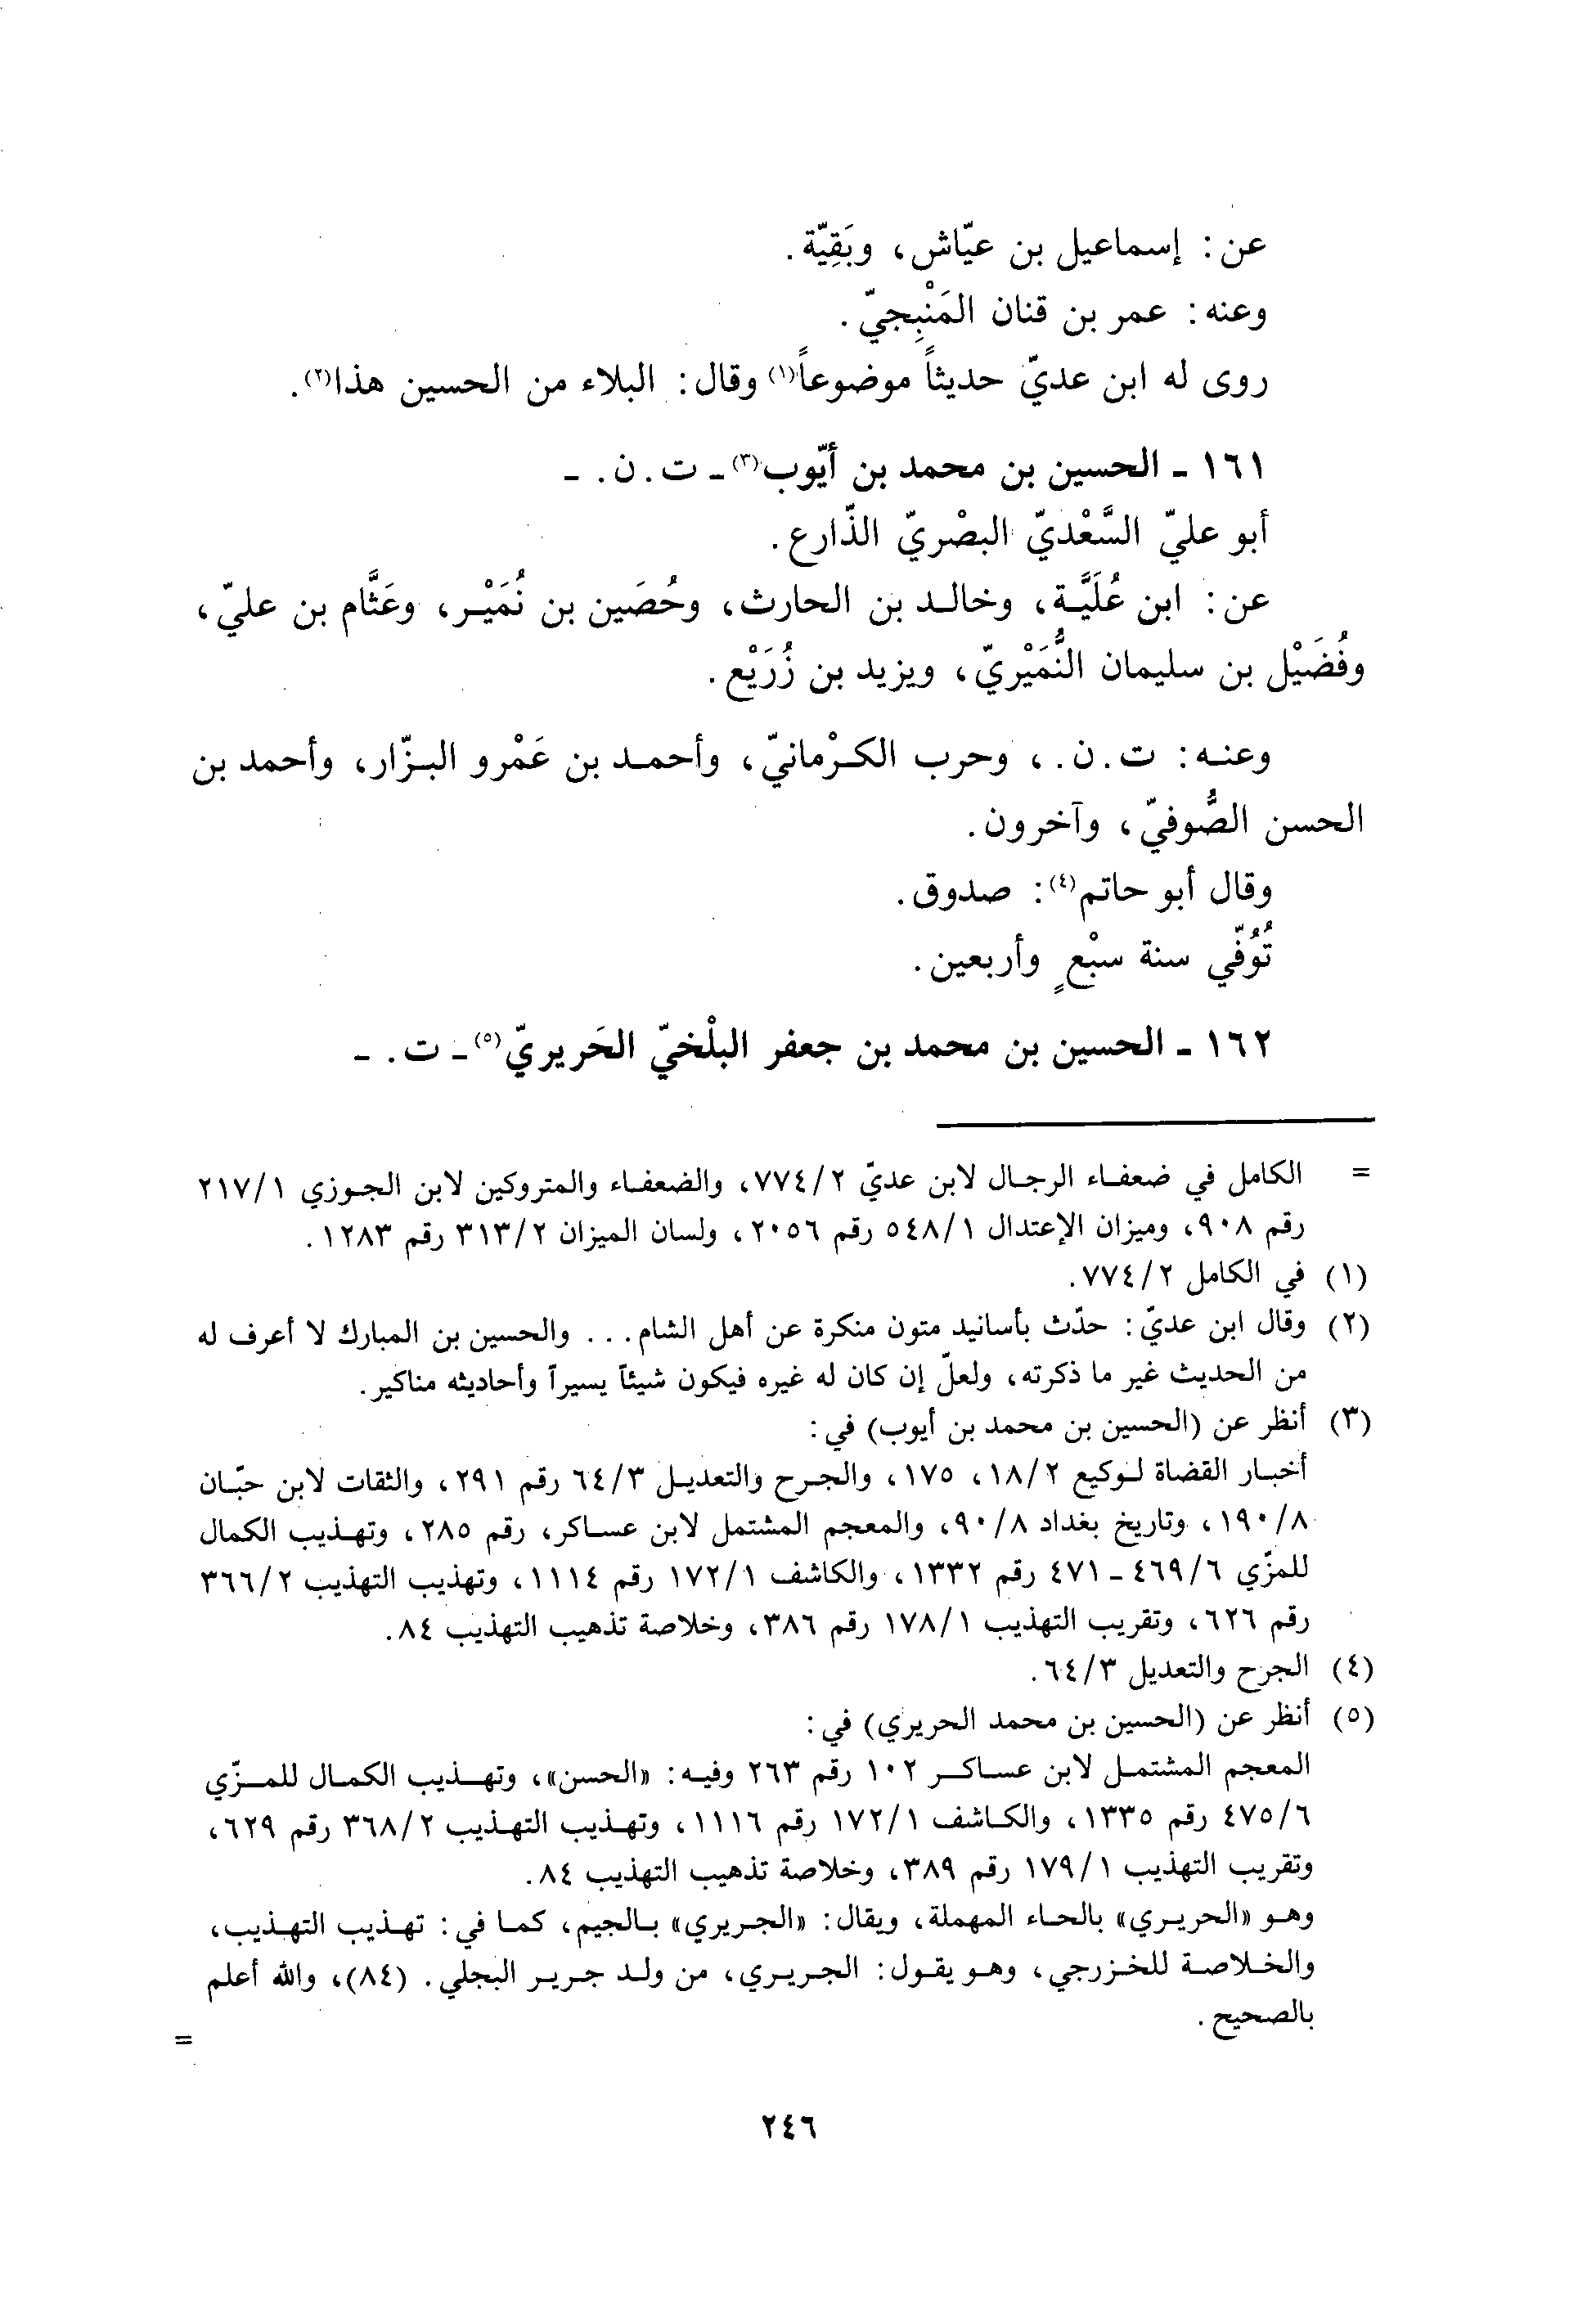 عن: إسماعيل بن عيّاش، وبَقِيّة.
وعنه: عمر بن قنان المَنْبِجيّ.
روى له ابن عديّ حديثاً موضوعاً(١) وقال: البلاء من الحسين هذا(٢).
١٦١ - الحسين بن محمد بن أيّوب(٣) - ت. ن. -
أبو عليّ السَّعْديّ البصْريّ الذّارع.
عن: ابن عُلَيَّة، وخالد بن الحارث، وحُصَين بن نُمَيْر، وعَثَّام بن عليّ،
وفُضَيْل بن سليمان النُّمَيْريّ، ويزيد بن زُرَيْع.
وعنه: ت. ن.، وحرب الكرْمانيّ، وأحمد بن عَمْرو البزّار، وأحمد بن
الحسن الصُّوفيّ، وآخرون.
وقال أبو حاتم(٤): صدوق.
تُوُفّي سنة سبْعٍ وأربعين.
١٦٢ - الحسين بن محمد بن جعفر البلْخيّ الحَريريّ(٥) - ت. -
= الكامل في ضعفاء الرجال لابن عديّ ٢/ ٧٧٤، والضعفاء والمتروكين لابن الجوزي ١/ ٢١٧
رقم ٩٠٨، وميزان الإعتدال ١/ ٥٤٨ رقم ٢٠٥٦، ولسان الميزان ٢/ ٣١٣ رقم ١٢٨٣.
(١) في الكامل ٢/ ٧٧٤.
(٢) وقال ابن عديّ: حدّث بأسانيد متون منكرة عن أهل الشام... والحسين بن المبارك لا أعرف له
من الحديث غير ما ذكرته، ولعلّ إن كان له غيره فيكون شيئاً يسيراً وأحاديثه مناكير.
(٣) أنظر عن (الحسين بن محمد بن أيوب) في:
أخبار القضاة لوكيع ٢/ ١٨، ١٧٥، والجرح والتعديل ٣/ ٦٤ رقم ٢٩١، والثقات لابن حبّان
٨/ ١٩٠، وتاريخ بغداد ٨/ ٩٠، والمعجم المشتمل لابن عساكر، رقم ٢٨٥، وتهذيب الكمال
للمزّي ٦/ ٤٦٩ - ٤٧١ رقم ١٣٣٢، والكاشف ١/ ١٧٢ رقم ١١١٤، وتهذيب التهذيب ٢/ ٣٦٦
رقم ٦٢٦، وتقريب التهذيب ١/ ١٧٨ رقم ٣٨٦، وخلاصة تذهيب التهذيب ٨٤.
(٤) الجرح والتعديل ٣/ ٦٤.
(٥) أنظر عن (الحسين بن محمد الحريري) في:
المعجم المشتمل لابن عساكر ١٠٢ رقم ٢٦٣ وفيه: «الحسن»، وتهذيب الكمال للمزّي
٦/ ٤٧٥ رقم ١٣٣٥، والكاشف ١/ ١٧٢ رقم ١١١٦، وتهذيب التهذيب ٢/ ٣٦٨ رقم ٦٢٩،
وتقريب التهذيب ١/ ١٧٩ رقم ٣٨٩، وخلاصة تذهيب التهذيب ٨٤.
وهو «الحريري» بالحاء المهملة، ويقال: «الجريري» بالجيم، كما في: تهذيب التهذيب،
والخلاصة للخزرجي، وهو يقول: الجريري، من ولد جرير البجلي. (٨٤)، والله أعلم
بالصحيح.
=
٢٤٦